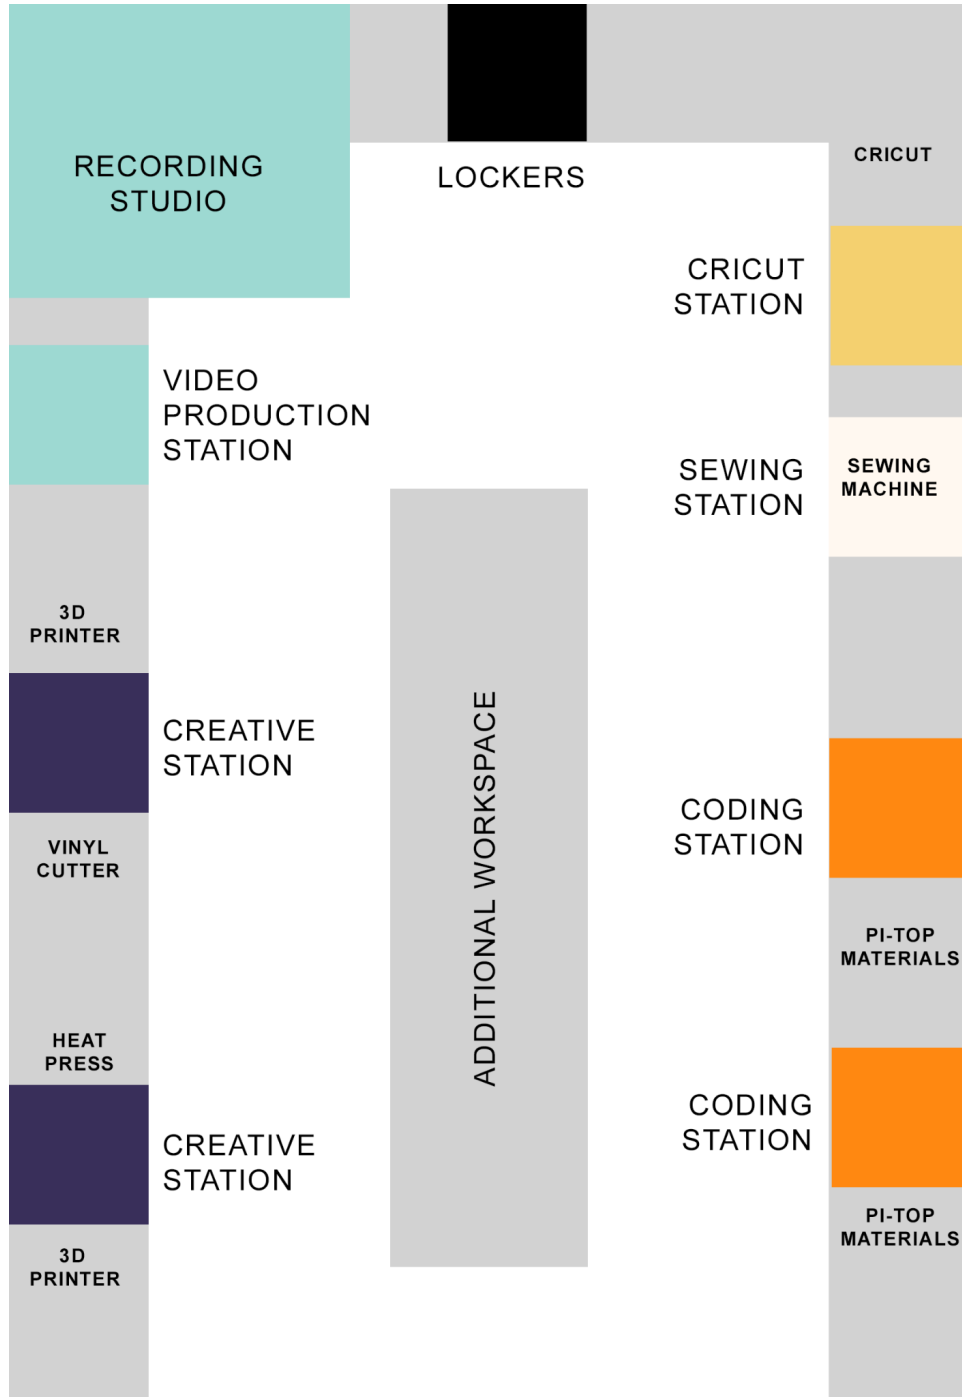 RECORDING
STUDIO
LOCKERS
CRICUT
CRICUT
STATION
VIDEO
PRODUCTION
STATION
SEWING
STATION
SEWING
MACHINE
3D
PRINTER
CREATIVE
STATION
ADDITIONAL WORKSPACE
CODING
STATION
VINYL
CUTTER
PI-TOP
MATERIALS
HEAT
PRESS
CREATIVE
STATION
CODING
STATION
3D
PRINTER
PI-TOP
MATERIALS